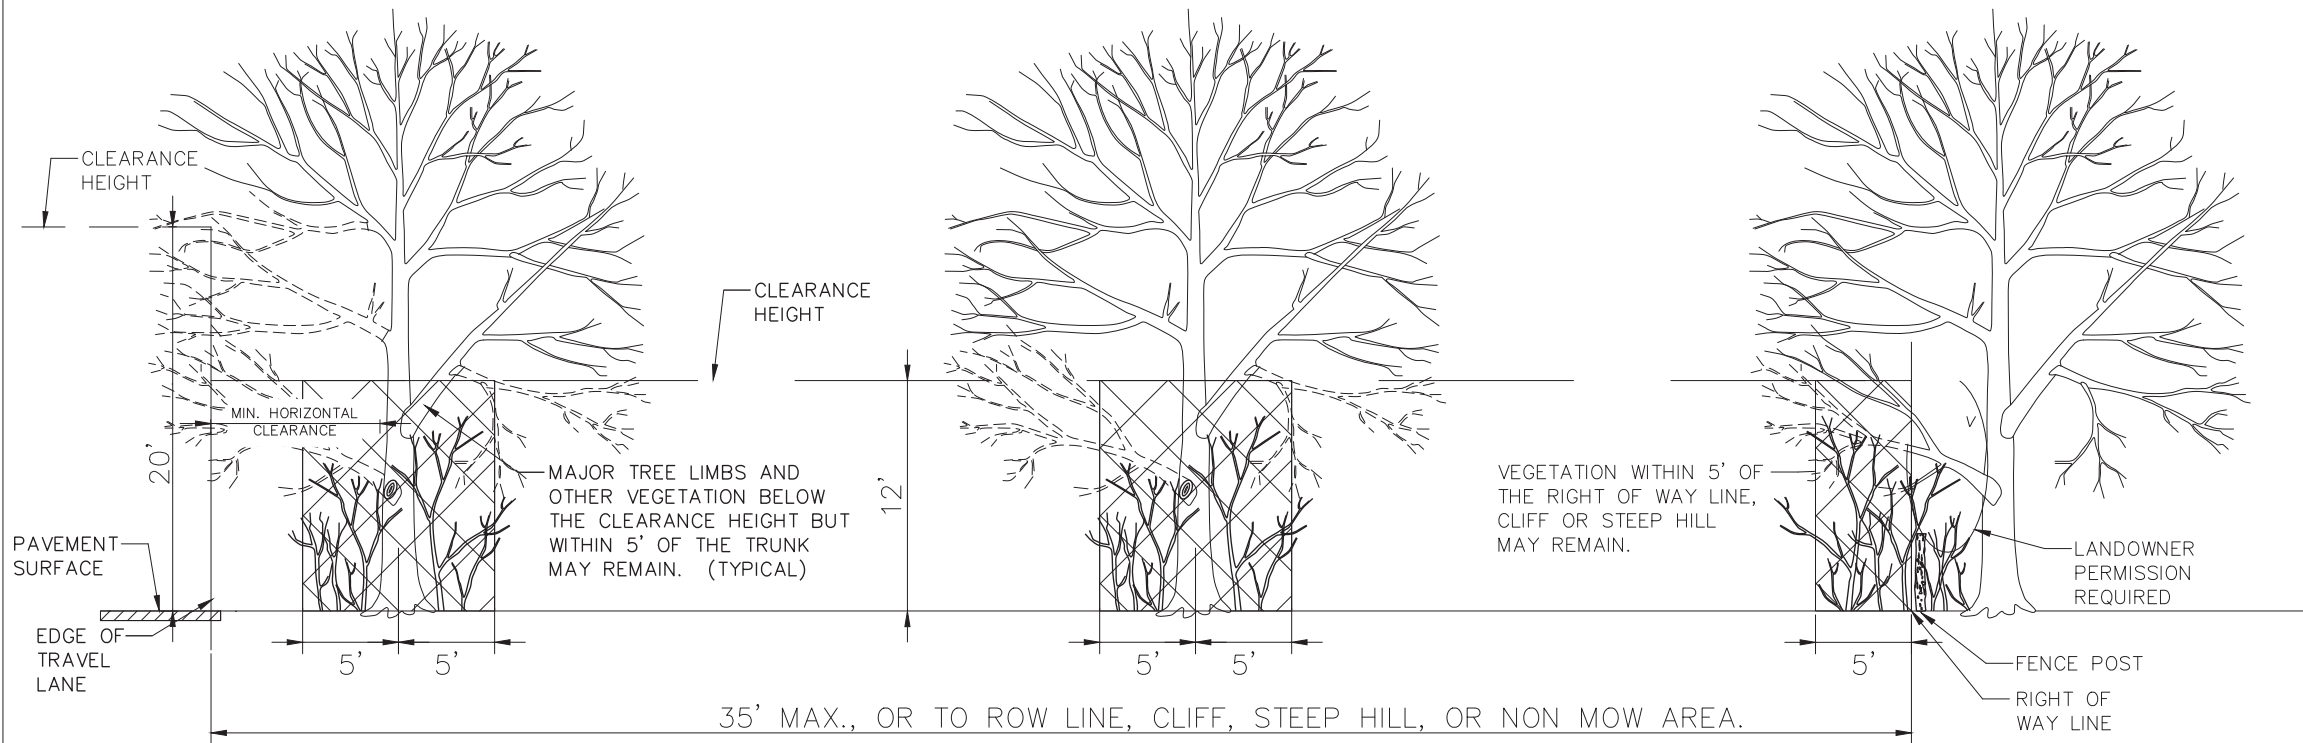 CLEARANCE
HEIGHT
CLEARANCE
HEIGHT
MIN. HORIZONTAL
CLEARANCE
20'
12'
MAJOR TREE LIMBS AND
OTHER VEGETATION BELOW
THE CLEARANCE HEIGHT BUT
WITHIN 5' OF THE TRUNK
MAY REMAIN. (TYPICAL)
VEGETATION WITHIN 5' OF
THE RIGHT OF WAY LINE,
CLIFF OR STEEP HILL
MAY REMAIN.
PAVEMENT
SURFACE
LANDOWNER
PERMISSION
REQUIRED
EDGE OF
TRAVEL
LANE
5' 5'
5' 5'
5'
FENCE POST
RIGHT OF
WAY LINE
35' MAX., OR TO ROW LINE, CLIFF, STEEP HILL, OR NON MOW AREA.